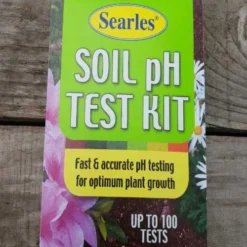 Searles®
SOIL pH
TEST KIT
Fast & accurate pH testing
for optimum plant growth
UP TO 100
TESTS